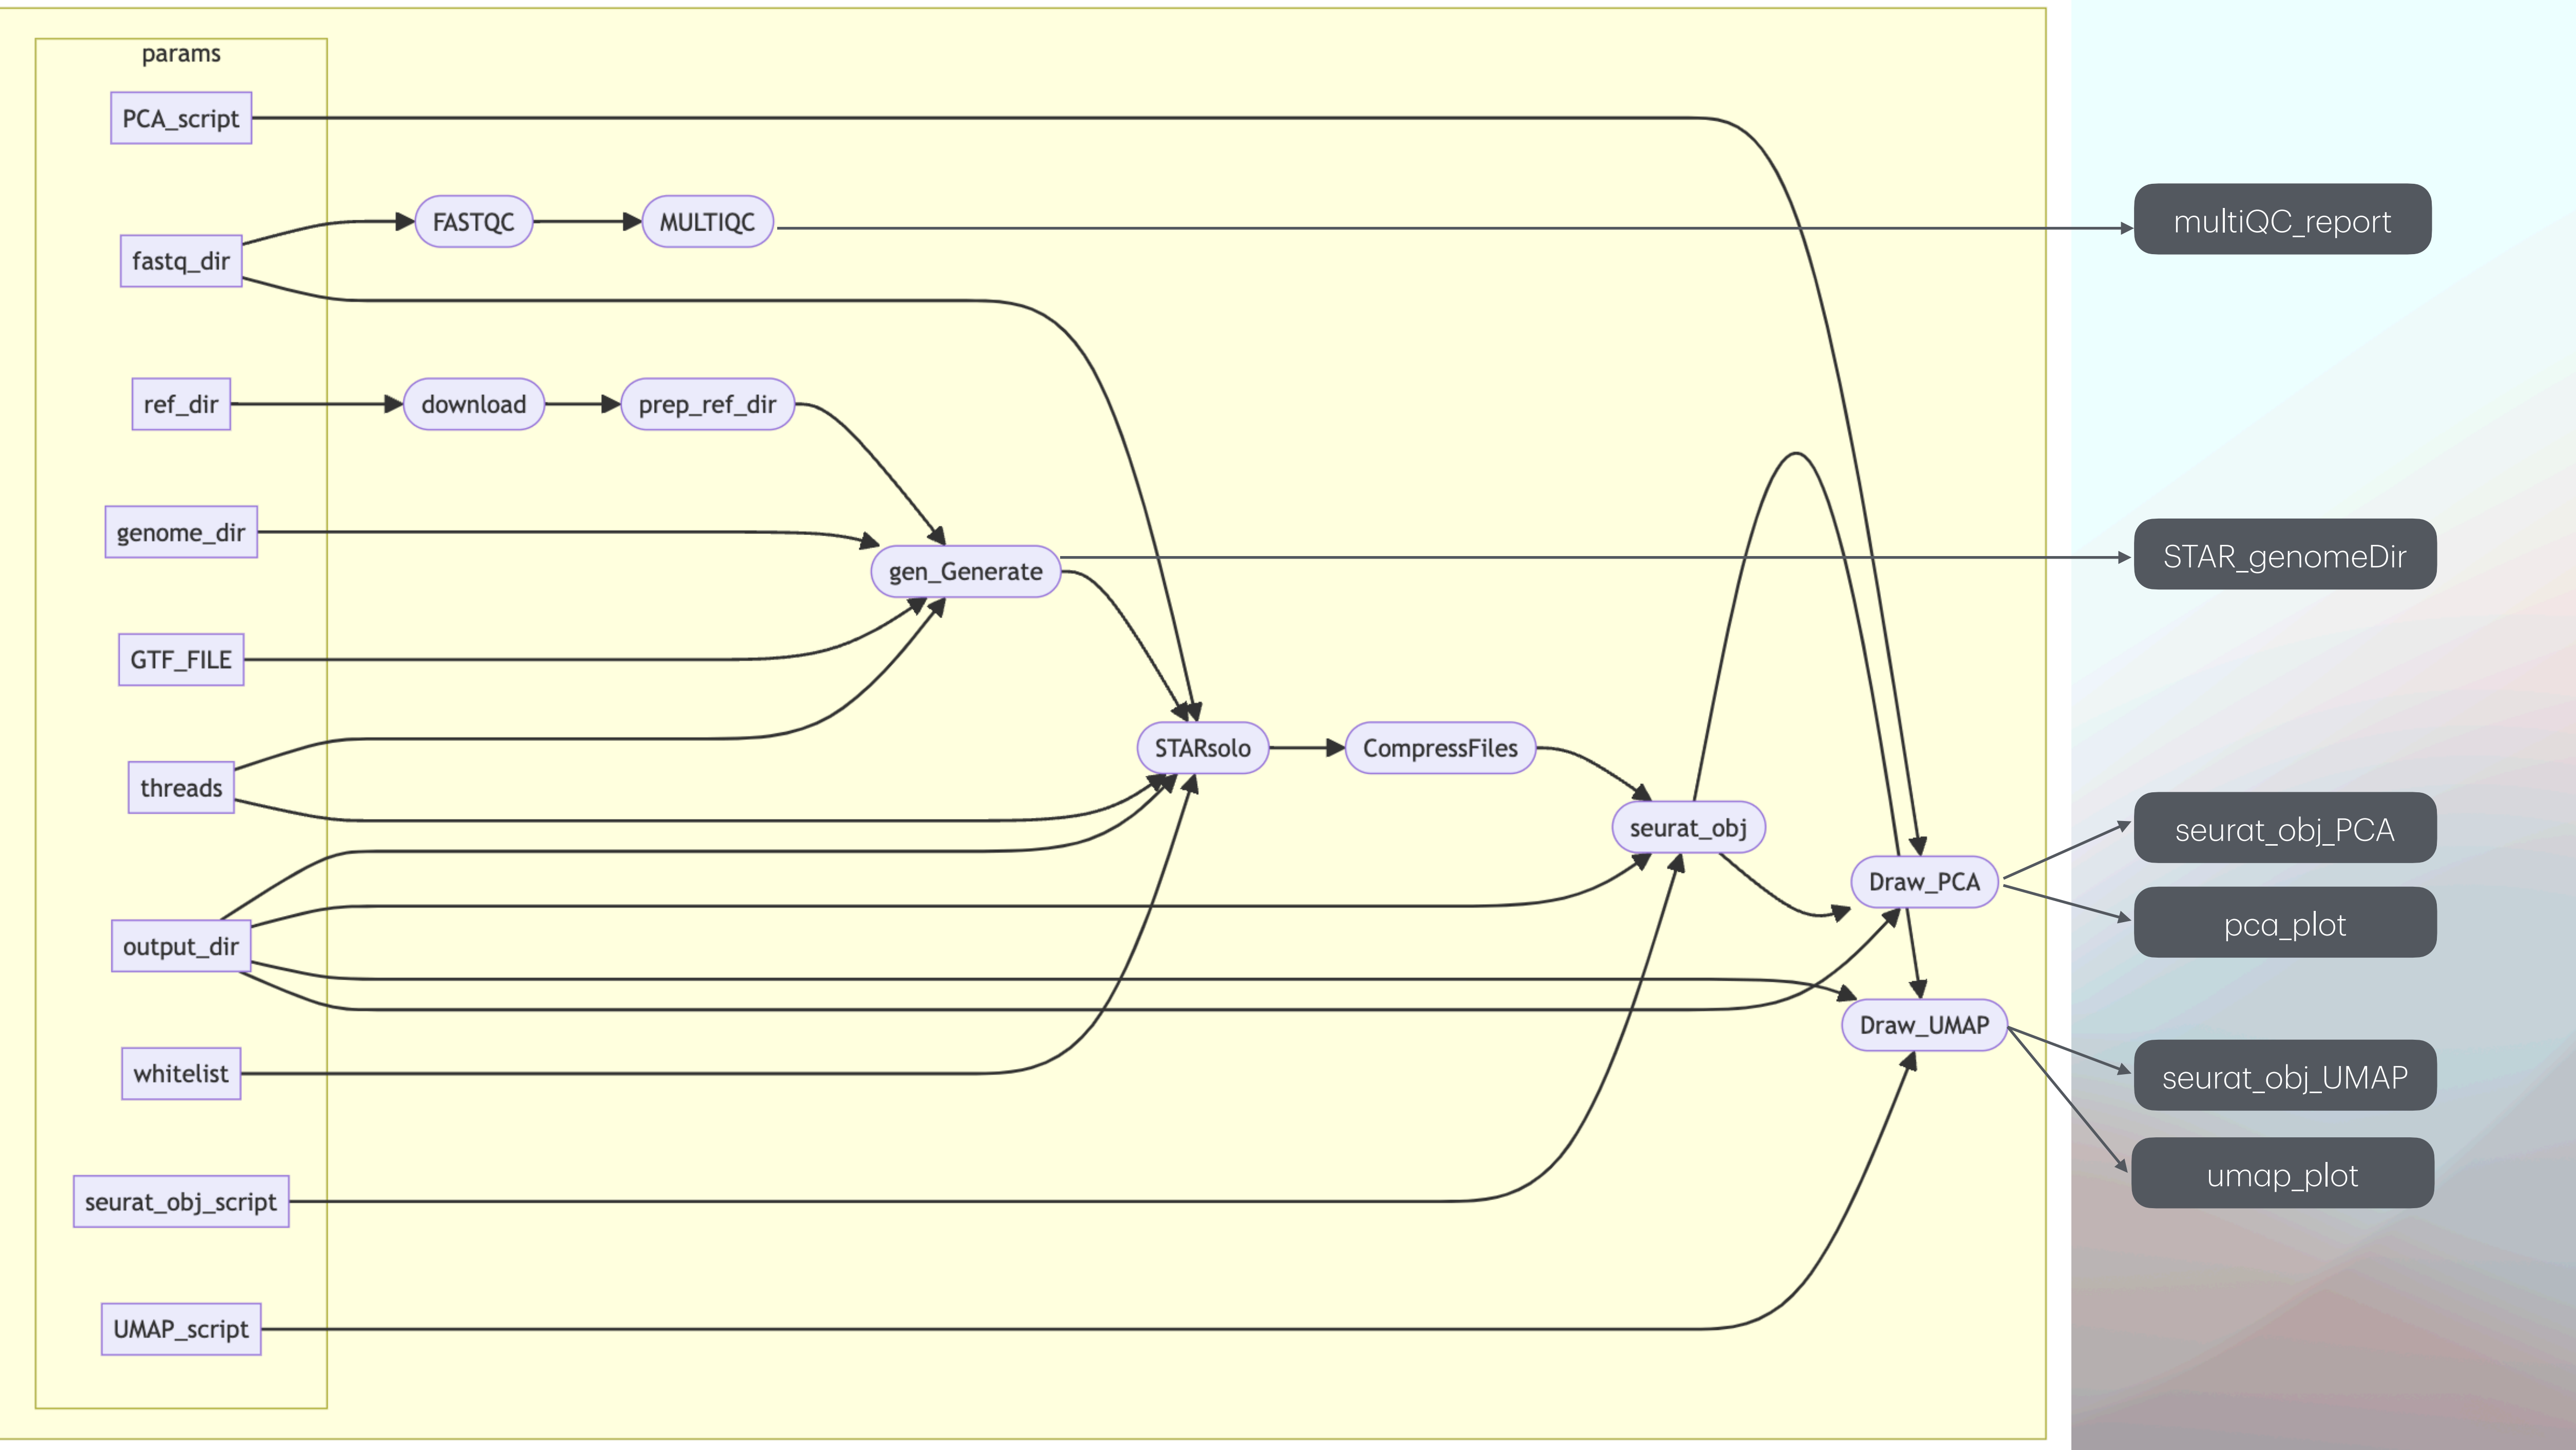 params
PCA_script
fastq_dir
FASTQC
MULTIQC
multiQC_report
ref_dir
download
prep_ref_dir
genome_dir
gen_Generate
STAR_genomeDir
GTF_FILE
threads
STARsolo
CompressFiles
seurat_obj
seurat_obj_PCA
Draw_PCA
pca_plot
output_dir
Draw_UMAP
whitelist
seurat_obj_UMAP
umap_plot
seurat_obj_script
UMAP_script